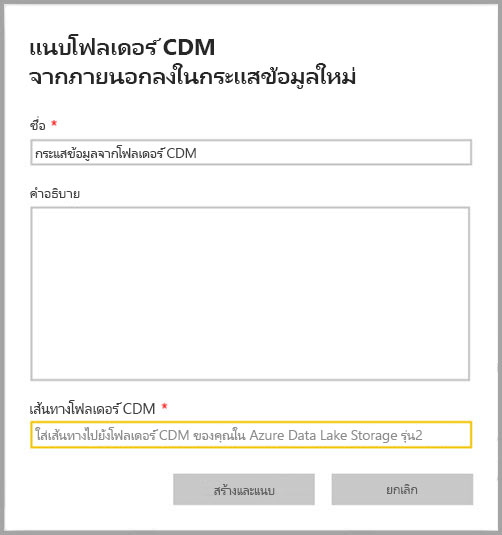 แนบโฟลเดอร์ CDM
จากภายนอกลงในกระแสข้อมูลใหม่
ชื่อ *
กระแสข้อมูลจากโฟลเดอร์ CDM
คำอธิบาย
เส้นทางโฟลเดอร์ CDM *
ใส่เส้นทางไปยังโฟลเดอร์ CDM ของคุณใน Azure Data Lake Storage รุ่น2
สร้างและแนบ
ยกเลิก